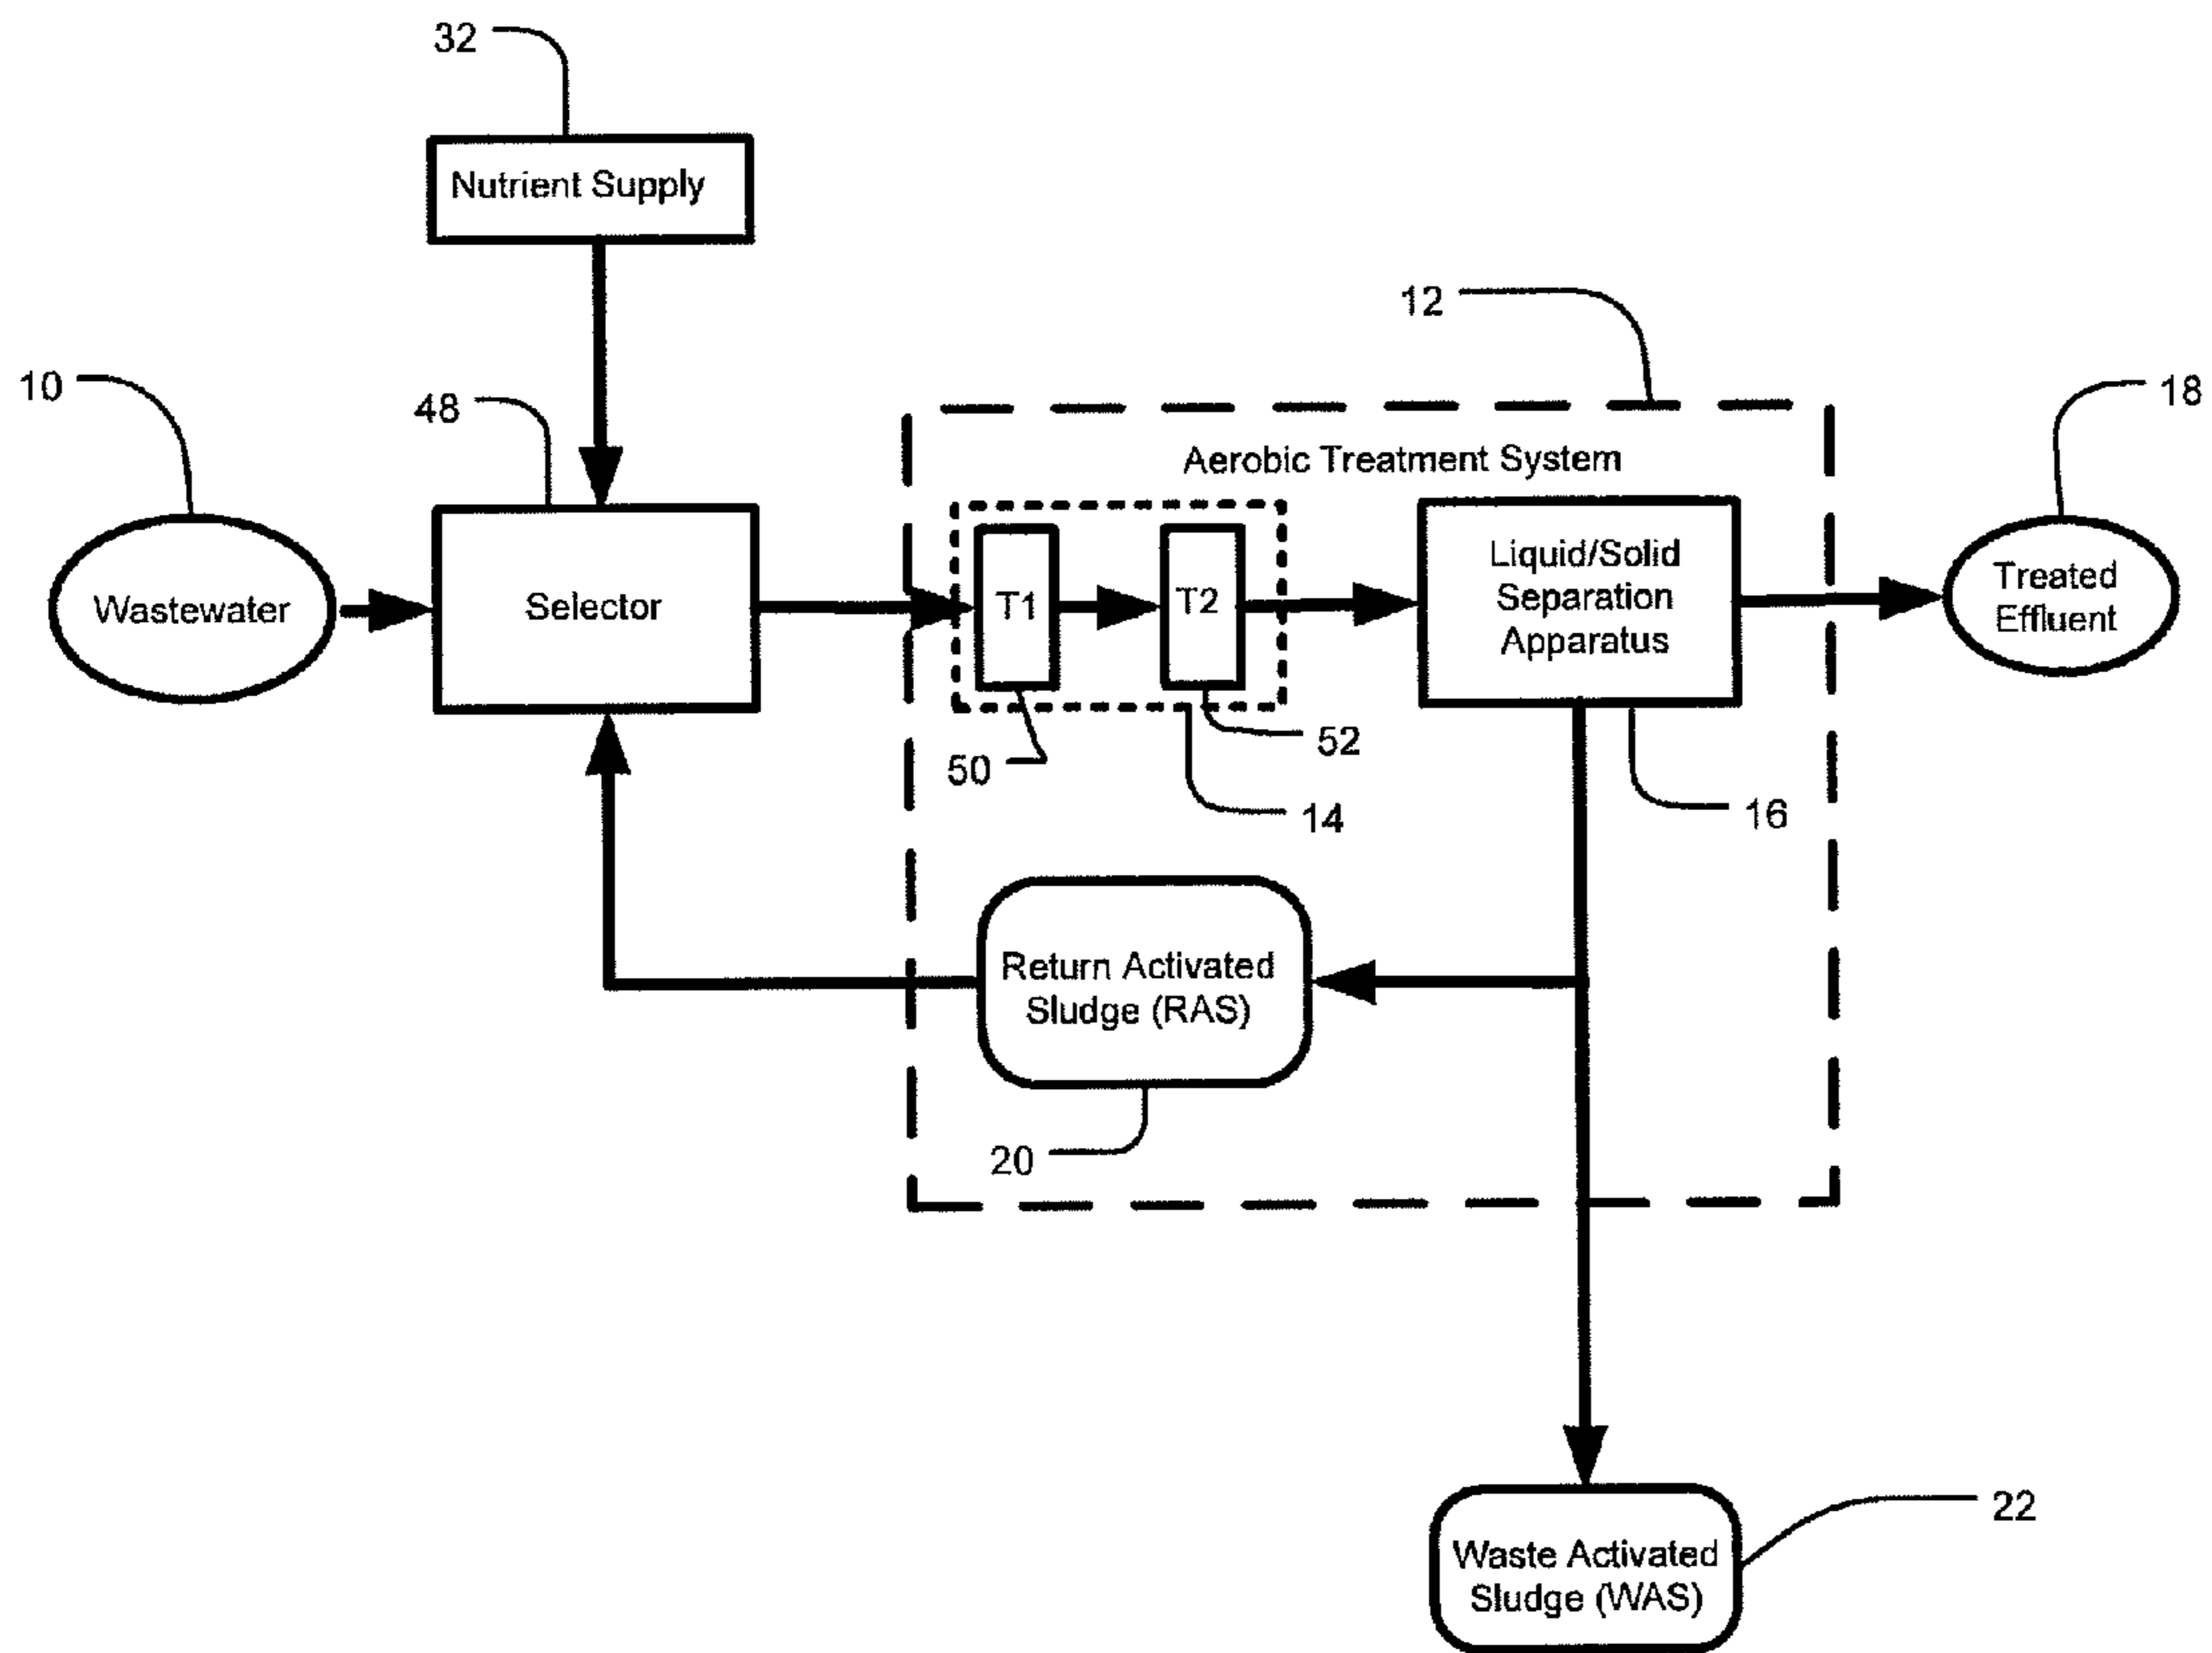 32
Nutrient Supply
12
10
48
18
Aerobic Treatment System
Wastewater
Selector
T1
T2
Liquid/Solid
Separation
Apparatus
Treated
Effluent
50
52
14
16
Return Activated
Sludge (RAS)
20
22
Waste Activated
Sludge (WAS)